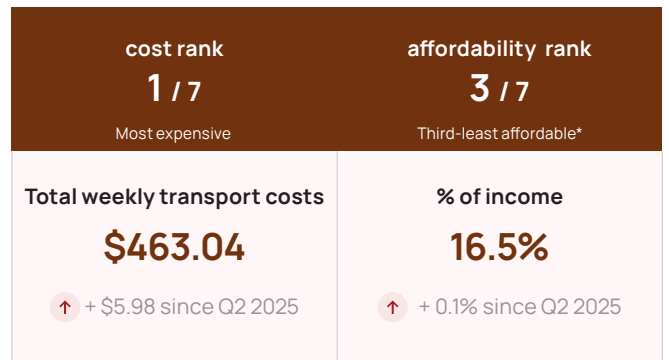 cost rank
1 / 7
Most expensive
affordability rank
3 / 7
Third-least affordable*
Total weekly transport costs
$463.04
↑ + $5.98 since Q2 2025
% of income
16.5%
↑ + 0.1% since Q2 2025